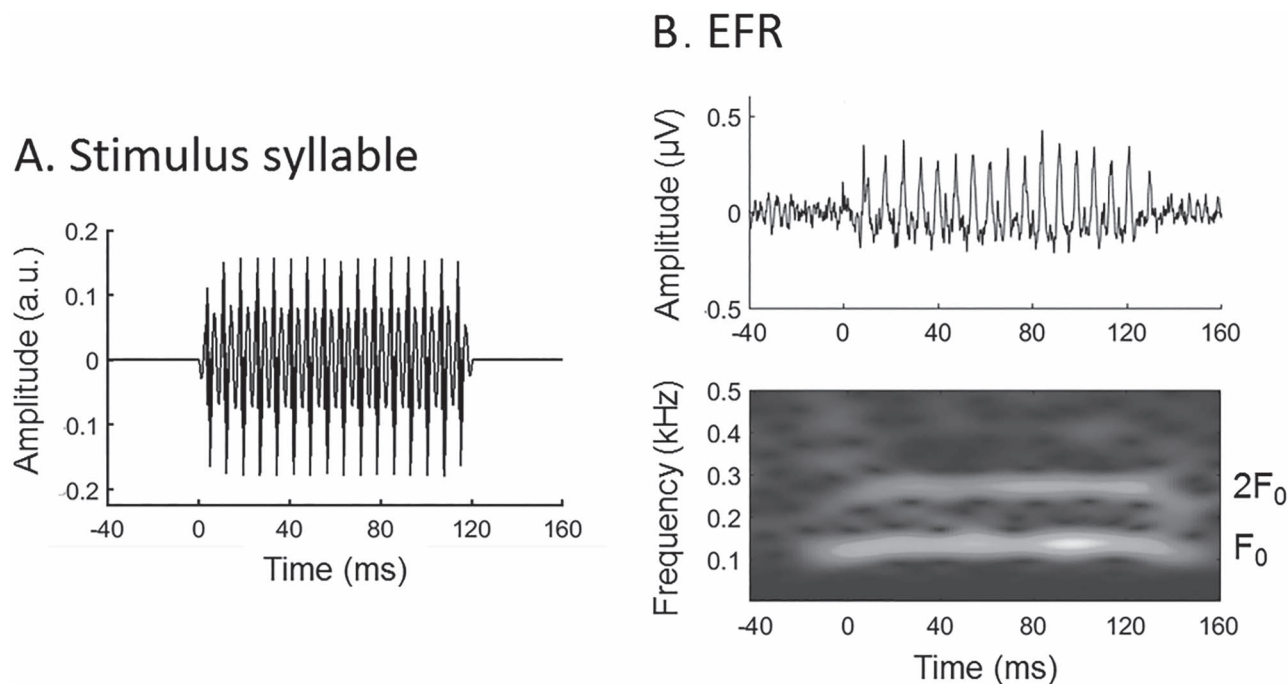 A. Stimulus syllable
Amplitude (a.u.)
0.2
0.1
0
-0.1
-0.2
-40 0 40 80 120 160
Time (ms)
B. EFR
Amplitude (µV)
0.5
0
-0.5
-40 0 40 80 120 160
Frequency (kHz)
0.5
0.4
0.3
0.2
0.1
2F₀
F₀
-40 0 40 80 120 160
Time (ms)